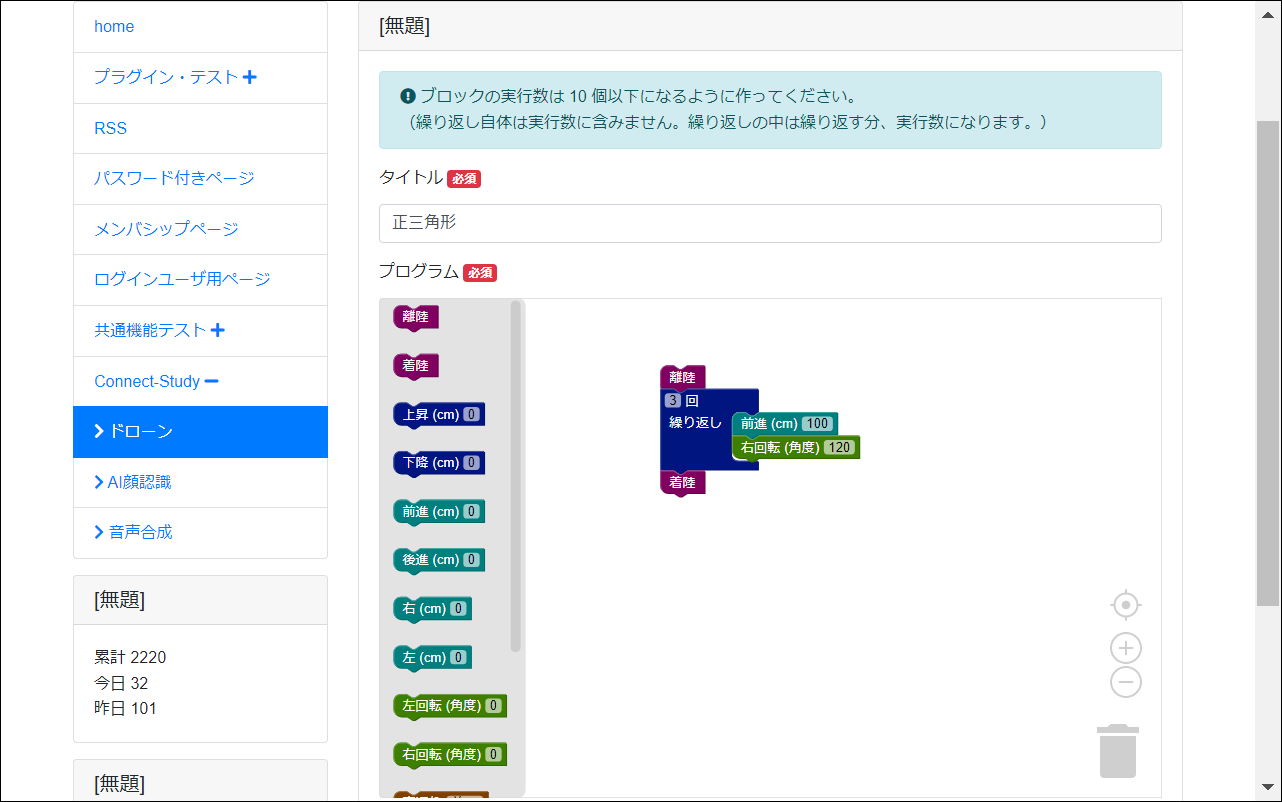 home
プラグイン・テスト
RSS
パスワード付きページ
メンバシップページ
ログインユーザ用ページ
共通機能テスト
Connect-Study
ドローン
AI顔認識
音声合成
[無題]
累計 2220
今日 32
昨日 101
[無題]
[無題]
ブロックの実行数は 10 個以下になるように作ってください。
（繰り返し自体は実行数に含みません。繰り返しの中は繰り返す分、実行数になります。）
タイトル 必須
正三角形
プログラム 必須
離陸
着陸
上昇 (cm) 0
下降 (cm) 0
前進 (cm) 0
後進 (cm) 0
右 (cm) 0
左 (cm) 0
左回転 (角度) 0
右回転 (角度) 0
離陸
3 回
繰り返し
前進 (cm) 100
右回転 (角度) 120
着陸